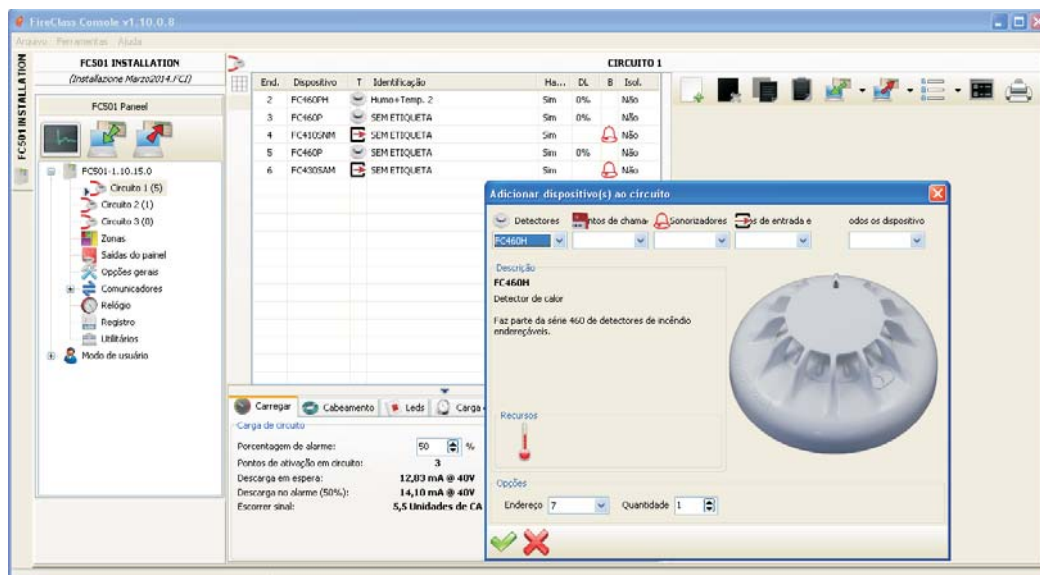 FireClass Console v1.10.0.8
Arquivo Ferramentas Ajuda
FC501 INSTALLATION
FC501 INSTALLATION
(Installazione Marzo2014.FCI)
FC501 Paneel
FC501-1.10.15.0
Circuito 1 (5)
Circuito 2 (1)
Circuito 3 (0)
Zonas
Saídas do painel
Opções gerais
Comunicadores
Relógio
Registro
Utilitários
Modo de usuário
CIRCUITO 1
End. Dispositivo T Identificação Ha... DL B Isol.
2 FC460PH Humo+Temp. 2 Sim 0% Não
3 FC460P SEM ETIQUETA Sim 0% Não
4 FC410SNM SEM ETIQUETA Sim Não
5 FC460P SEM ETIQUETA Sim 0% Não
6 FC430SAM SEM ETIQUETA Sim Não
Carregar Cabeamento Leds Carga
Carga de circuito
Porcentagem de alarme: 50 %
Pontos de ativação em circuito: 3
Descarga em espera: 12,03 mA @ 40V
Descarga no alarme (50%): 14,10 mA @ 40V
Escorrer sinal: 5,5 Unidades de CA
Adicionar dispositivo(s) ao circuito
Detectores ntos de chama Sonorizadores os de entrada e odos os dispositivo
FC460H
Descrição
FC460H
Detector de calor
Faz parte da série 460 de detectores de incêndio
endereçáveis.
Recursos
Opções
Endereço 7 Quantidade 1